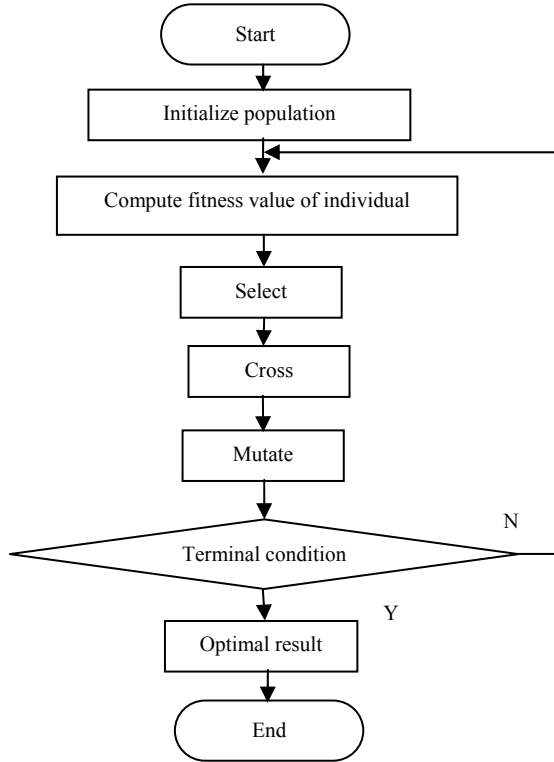 Start
Initialize population
Compute fitness value of individual
Select
Cross
Mutate
N
Terminal condition
Y
Optimal result
End